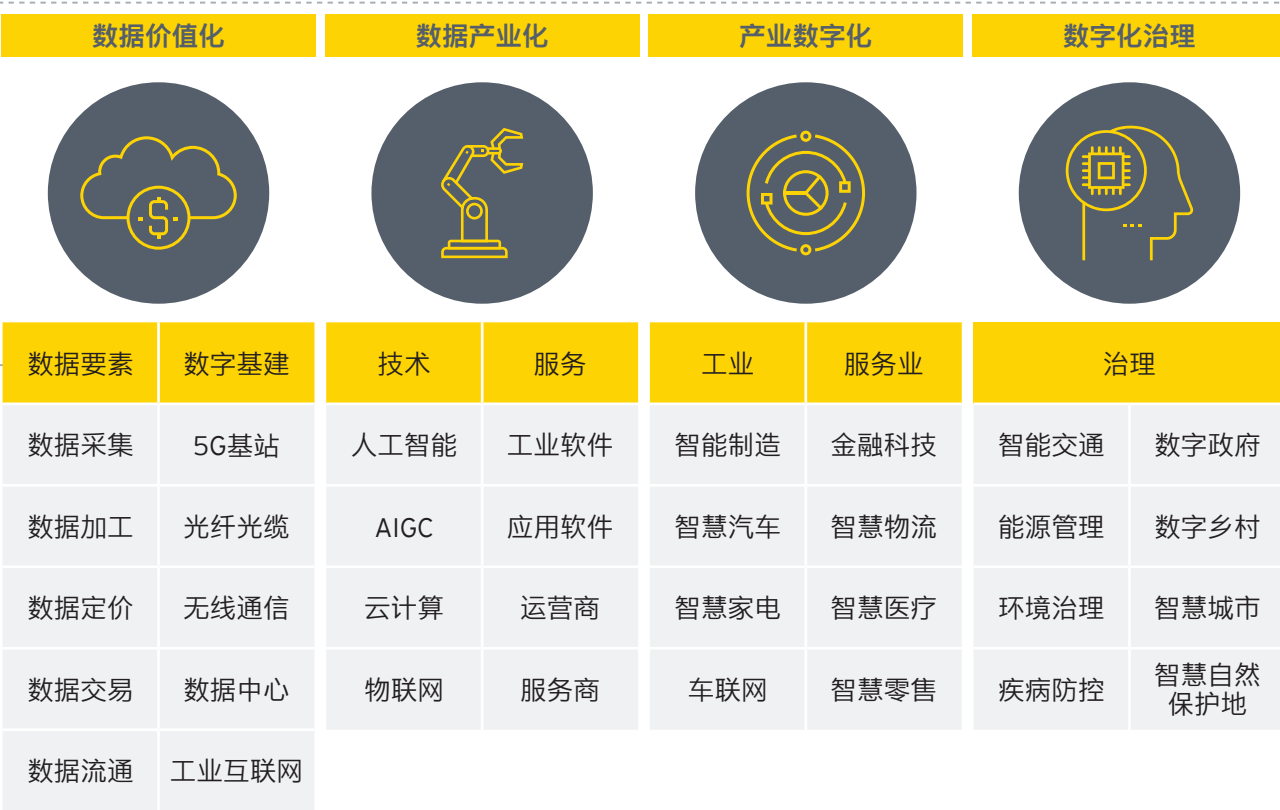 数据价值化 数据产业化 产业数字化 数字化治理
$
数据要素 数字基建 技术 服务 工业 服务业 治理
数据采集 5G基站 人工智能 工业软件 智能制造 金融科技 智能交通 数字政府
数据加工 光纤光缆 AIGC 应用软件 智慧汽车 智慧物流 能源管理 数字乡村
数据定价 无线通信 云计算 运营商 智慧家电 智慧医疗 环境治理 智慧城市
数据交易 数据中心 物联网 服务商 车联网 智慧零售 疾病防控 智慧自然
保护地
数据流通 工业互联网